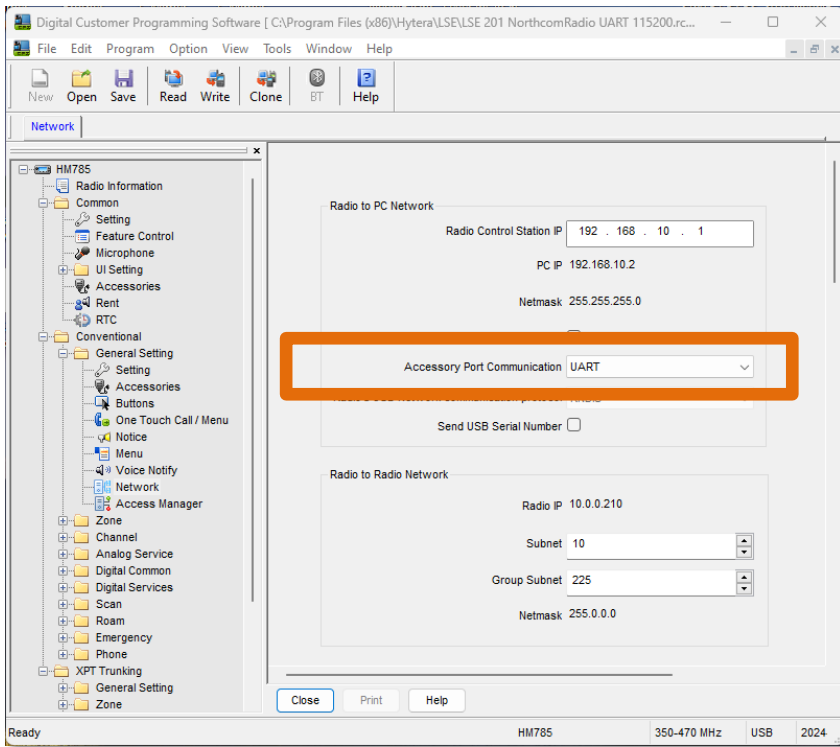 Digital Customer Programming Software [ C:\Program Files (x86)\Hytera\LSE\LSE 201 NorthcomRadio UART 115200.rc...
File Edit Program Option View Tools Window Help
New Open Save Read Write Clone BT Help
Network
HM785
Radio Information
Common
Setting
Feature Control
Microphone
UI Setting
Accessories
Rent
RTC
Conventional
General Setting
Setting
Accessories
Buttons
One Touch Call / Menu
Notice
Menu
Voice Notify
Network
Access Manager
Zone
Channel
Analog Service
Digital Common
Digital Services
Scan
Roam
Emergency
Phone
XPT Trunking
General Setting
Zone
Radio to PC Network
Radio Control Station IP 192 . 168 . 10 . 1
PC IP 192.168.10.2
Netmask 255.255.255.0
Accessory Port Communication UART
Send USB Serial Number
Radio to Radio Network
Radio IP 10.0.0.210
Subnet 10
Group Subnet 225
Netmask 255.0.0.0
Close Print Help
Ready HM785 350-470 MHz USB 2024